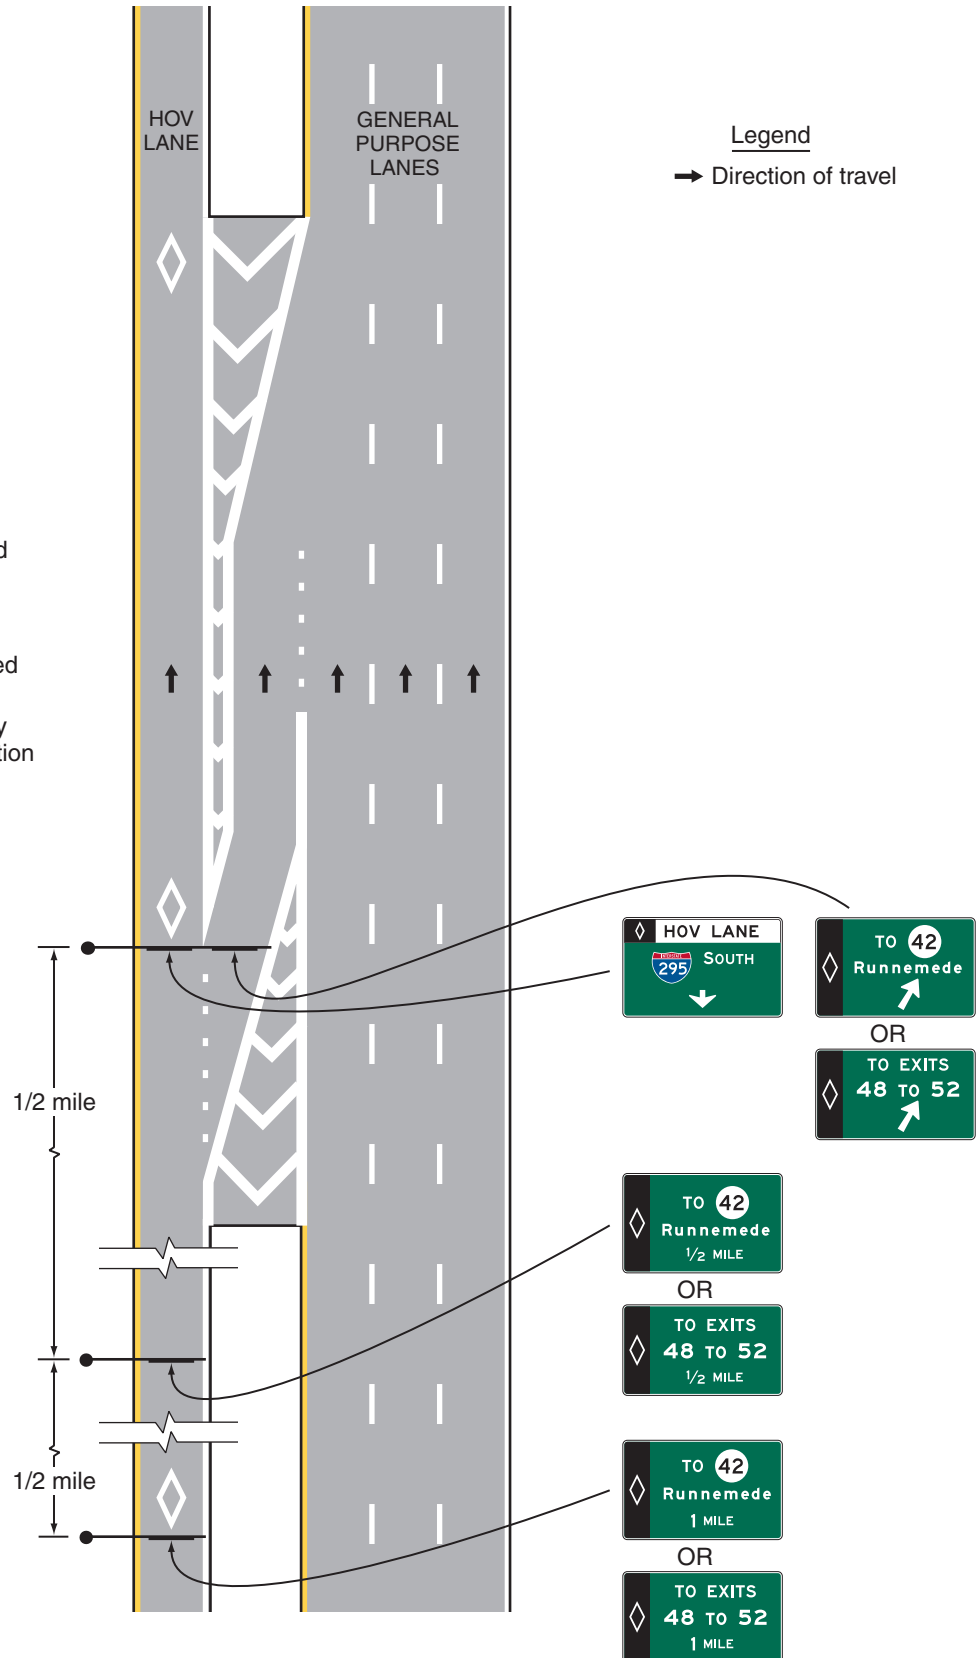 HOV
LANE
GENERAL
PURPOSE
LANES
Legend
Direction of travel
d
ed
y
tion
HOV LANE
INTERSTATE
295
SOUTH
TO 42
Runnemede
OR
TO EXITS
48 TO 52
1/2 mile
TO 42
Runnemede
1/2 MILE
OR
TO EXITS
48 TO 52
1/2 MILE
1/2 mile
TO 42
Runnemede
1 MILE
OR
TO EXITS
48 TO 52
1 MILE